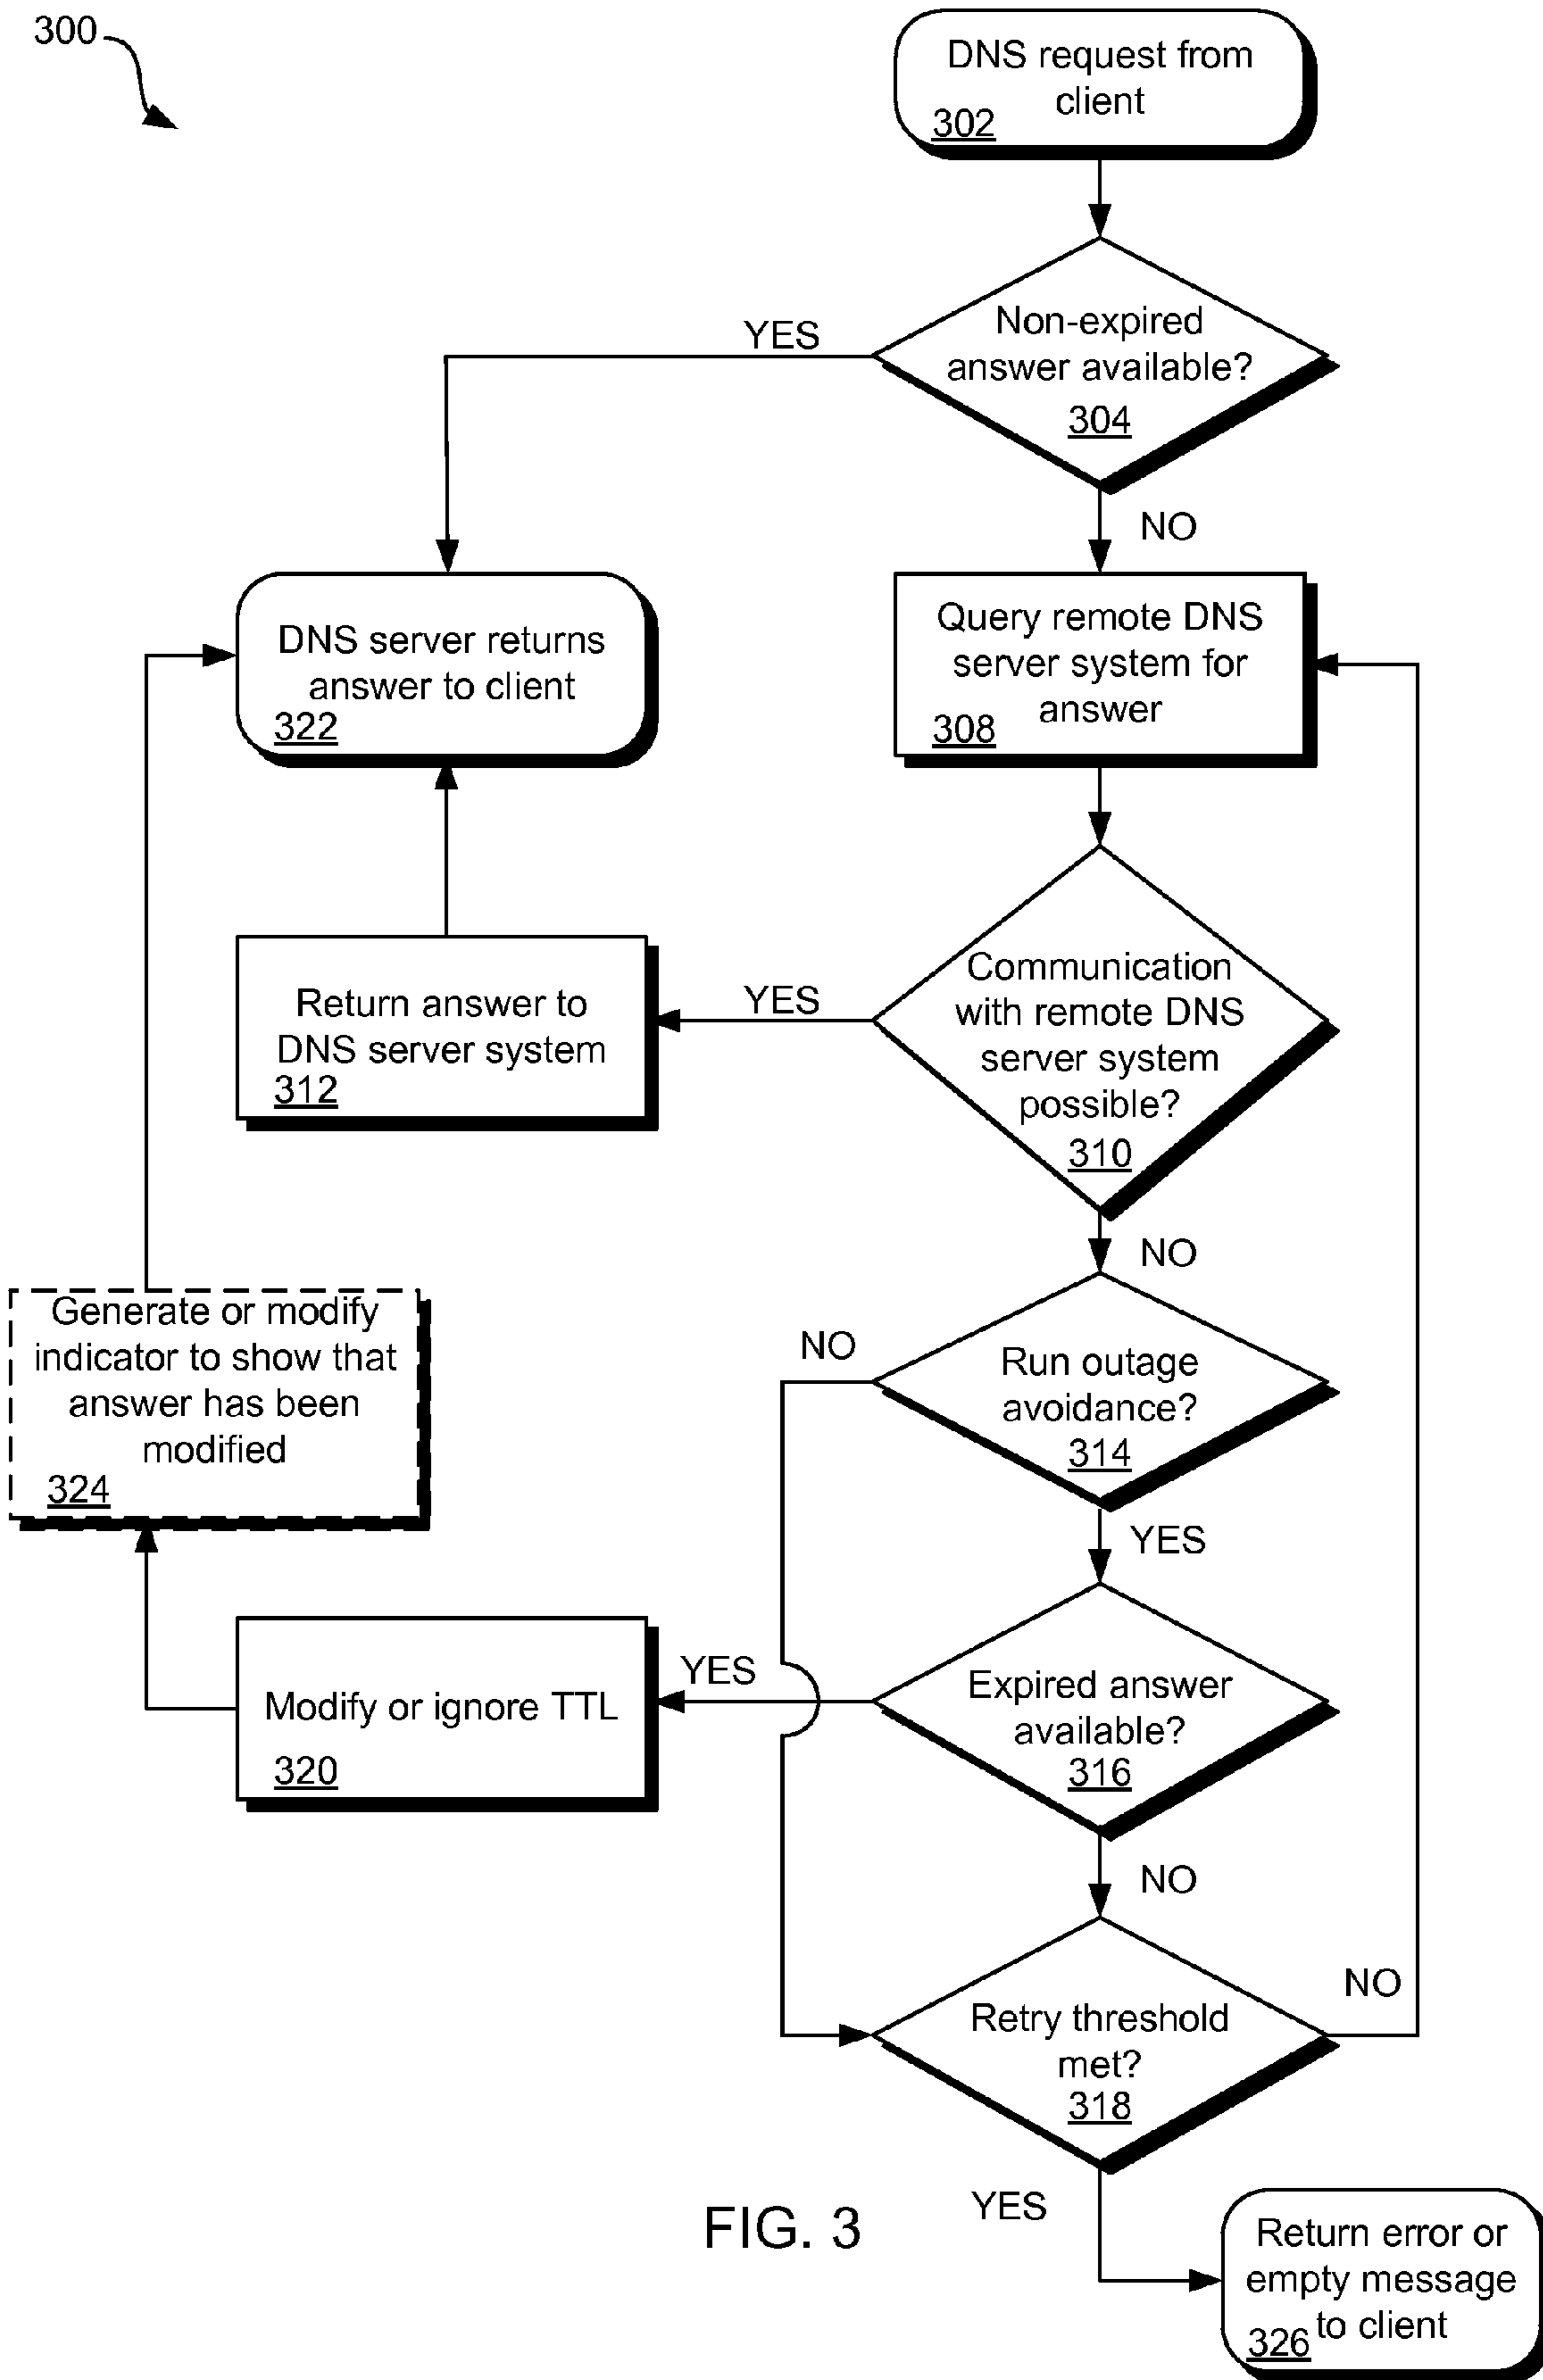 300
DNS request from
client
302
Non-expired
answer available?
304
YES
NO
DNS server returns
answer to client
322
Query remote DNS
server system for
answer
308
Return answer to
DNS server system
312
YES
Communication
with remote DNS
server system
possible?
310
NO
Generate or modify
indicator to show that
answer has been
modified
324
NO
Run outage
avoidance?
314
YES
Modify or ignore TTL
320
YES
Expired answer
available?
316
NO
Retry threshold
met?
318
NO
YES
FIG. 3
Return error or
empty message
to client
326